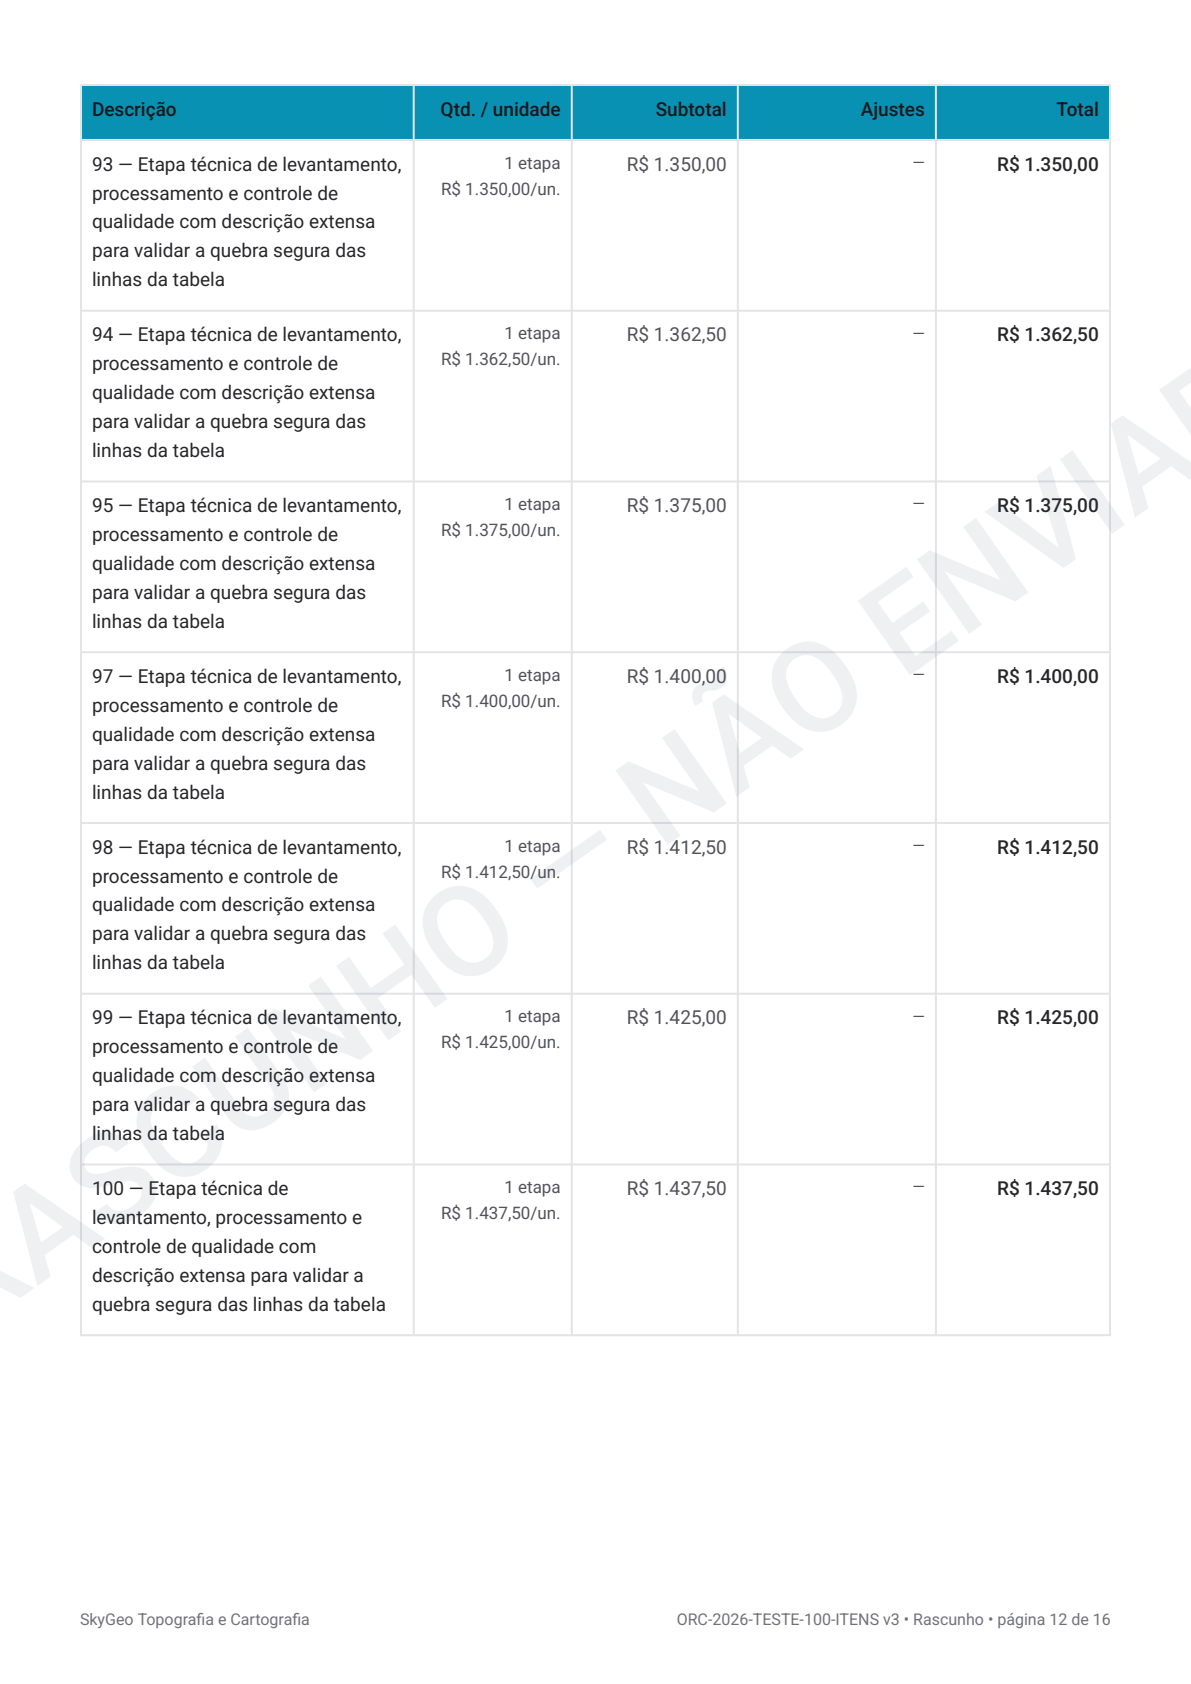 Descrição Qtd. / unidade Subtotal Ajustes Total
93 — Etapa técnica de levantamento, 1 etapa R$ 1.350,00 — R$ 1.350,00
processamento e controle de R$ 1.350,00/un.
qualidade com descrição extensa
para validar a quebra segura das
linhas da tabela
94 — Etapa técnica de levantamento, 1 etapa R$ 1.362,50 — R$ 1.362,50
processamento e controle de R$ 1.362,50/un.
qualidade com descrição extensa
para validar a quebra segura das
linhas da tabela
95 — Etapa técnica de levantamento, 1 etapa R$ 1.375,00 — R$ 1.375,00
processamento e controle de R$ 1.375,00/un.
qualidade com descrição extensa
para validar a quebra segura das
linhas da tabela
97 — Etapa técnica de levantamento, 1 etapa R$ 1.400,00 — R$ 1.400,00
processamento e controle de R$ 1.400,00/un.
qualidade com descrição extensa
para validar a quebra segura das
linhas da tabela
98 — Etapa técnica de levantamento, 1 etapa R$ 1.412,50 — R$ 1.412,50
processamento e controle de R$ 1.412,50/un.
qualidade com descrição extensa
para validar a quebra segura das
linhas da tabela
99 — Etapa técnica de levantamento, 1 etapa R$ 1.425,00 — R$ 1.425,00
processamento e controle de R$ 1.425,00/un.
qualidade com descrição extensa
para validar a quebra segura das
linhas da tabela
100 — Etapa técnica de 1 etapa R$ 1.437,50 — R$ 1.437,50
levantamento, processamento e R$ 1.437,50/un.
controle de qualidade com
descrição extensa para validar a
quebra segura das linhas da tabela
RASCUNHO — NÃO ENVIAR
SkyGeo Topografia e Cartografia ORC-2026-TESTE-100-ITENS v3 • Rascunho • página 12 de 16